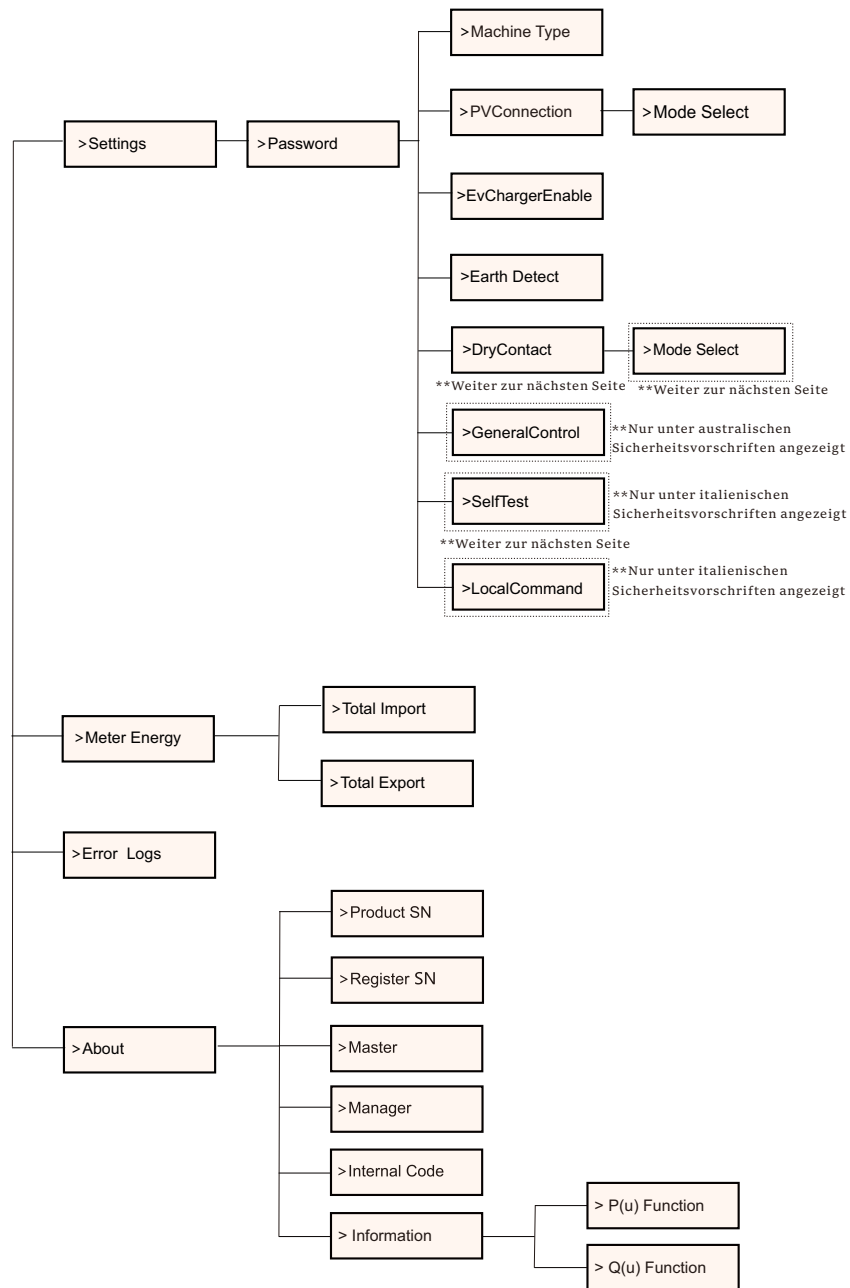 >Machine Type
>PVConnection
>Mode Select
>Settings
>Password
>EvChargerEnable
>Earth Detect
>DryContact
>Mode Select
**Weiter zur nächsten Seite
**Weiter zur nächsten Seite
>GeneralControl
**Nur unter australischen
Sicherheitsvorschriften angezeigt
>SelfTest
**Nur unter italienischen
Sicherheitsvorschriften angezeigt
**Weiter zur nächsten Seite
>LocalCommand
**Nur unter italienischen
Sicherheitsvorschriften angezeigt
>Total Import
>Meter Energy
>Total Export
>Error Logs
>Product SN
>Register SN
>About
>Master
>Manager
>Internal Code
> Information
> P(u) Function
> Q(u) Function